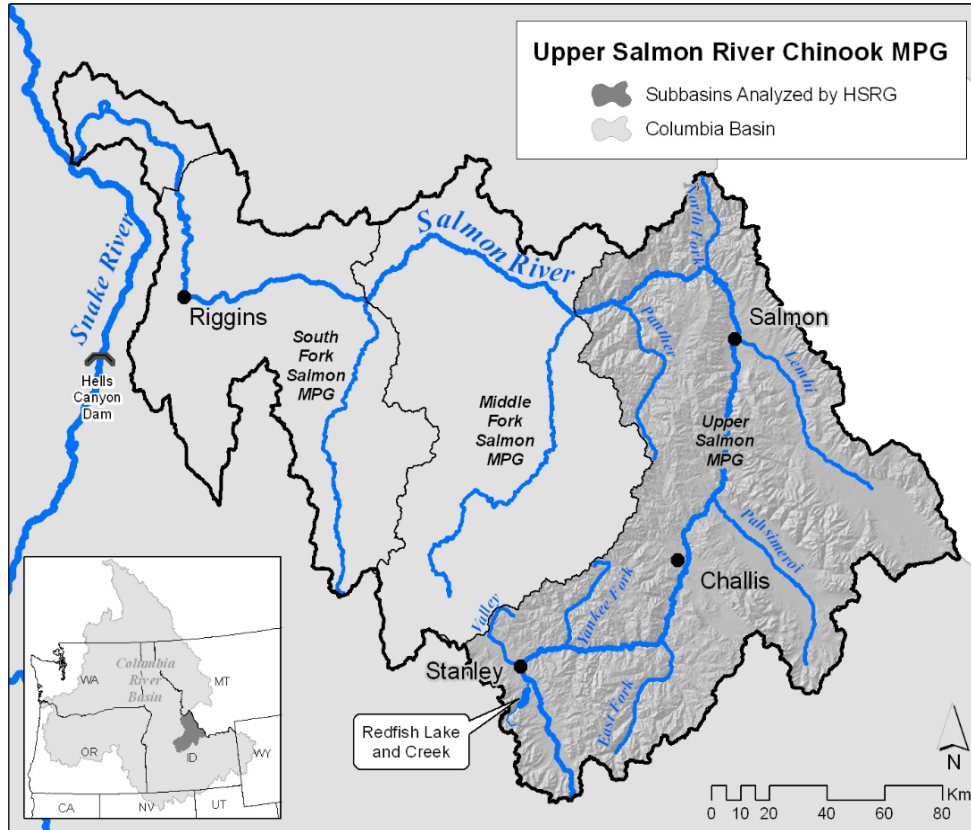 Upper Salmon River Chinook MPG
Subbasins Analyzed by HSRG
Columbia Basin
North Fork
Salmon River
Snake River
Riggins
Salmon
Panther
Lemhi
South
Fork
Salmon
MPG
Hells
Canyon
Dam
Middle
Fork
Salmon
MPG
Upper
Salmon
MPG
Pahsimeroi
Challis
Yankee Fork
Valley
Stanley
East Fork
Redfish Lake
and Creek
Columbia
River
Basin
WA
MT
OR
ID
WY
CA
NV
UT
N
0 10 20 40 60 80
Km